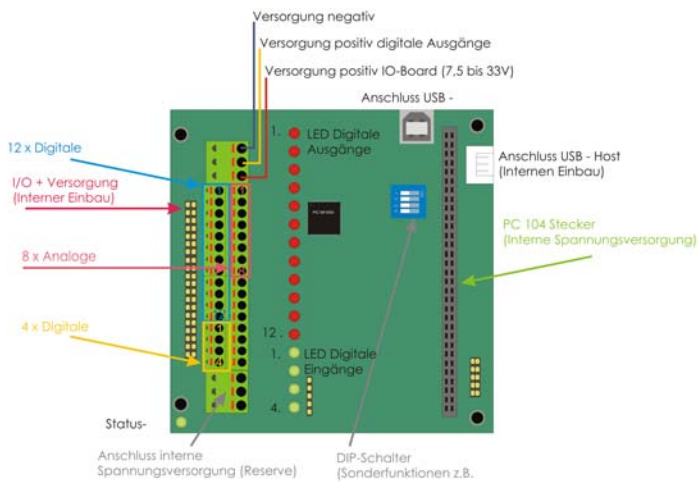 Versorgung negativ
Versorgung positiv digitale Ausgänge
Versorgung positiv IO-Board (7,5 bis 33V)
Anschluss USB -
1.
LED Digitale
Ausgänge
12 x Digitale
Anschluss USB - Host
(Internen Einbau)
I/O + Versorgung
(Interner Einbau)
PC 104 Stecker
(Interne Spannungsversorgung)
8 x Analoge
4 x Digitale
12 .
1.
LED Digitale
Eingänge
4.
1
4
Status-
Anschluss interne
Spannungsversorgung (Reserve)
DIP-Schalter
(Sonderfunktionen z.B.